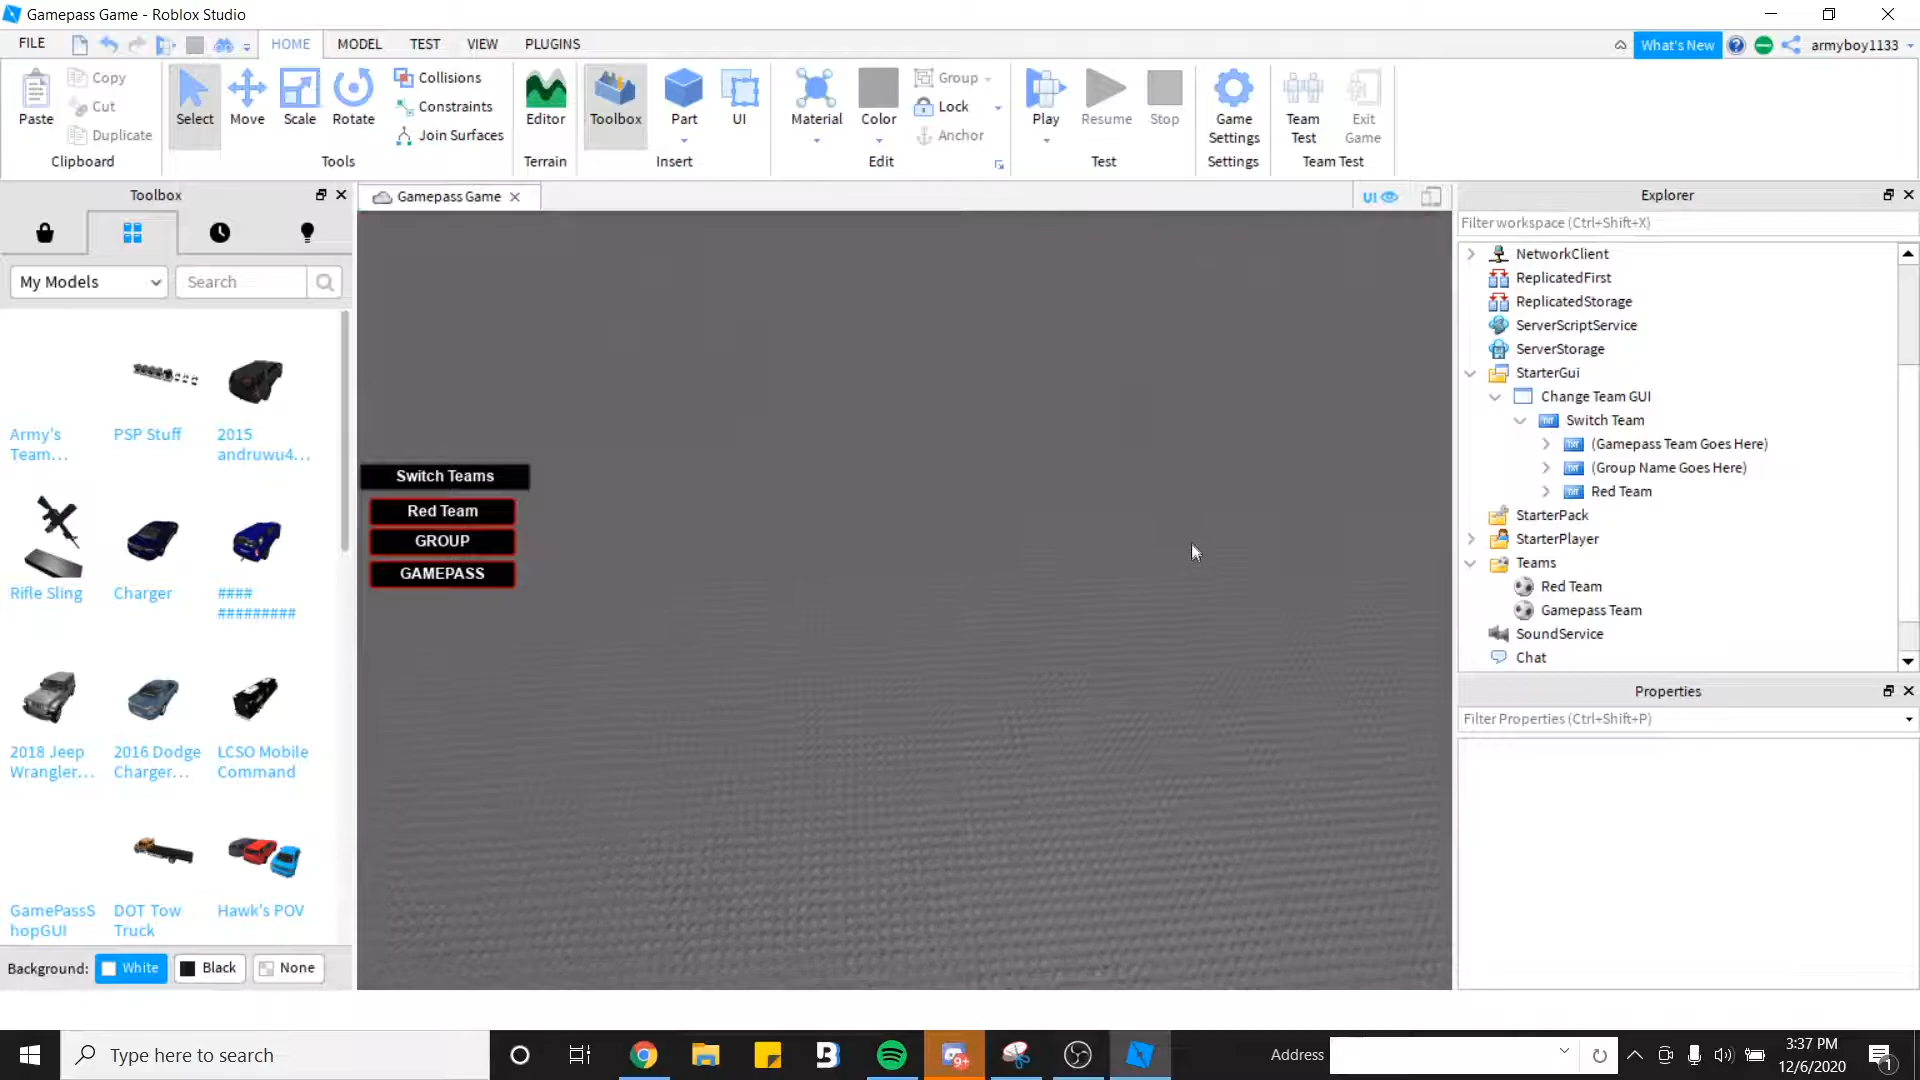 Gamepass Game - Roblox Studio
FILE
HOME
MODEL
TEST
VIEW
PLUGINS
What's New
armyboy1133
Paste
Copy
Cut
Duplicate
Clipboard
Select
Move
Scale
Rotate
Collisions
Constraints
Join Surfaces
Tools
Editor
Terrain
Toolbox
Part
UI
Insert
Material
Color
Group
Lock
Anchor
Edit
Play
Resume
Stop
Test
Game
Settings
Settings
Team
Test
Exit
Game
Team Test
Toolbox
My Models
Search
Army's
Team...
PSP Stuff
2015
andruwu4...
Rifle Sling
Charger
####
#########
2018 Jeep
Wrangler...
2016 Dodge
Charger...
LCSO Mobile
Command
GamePassS
hopGUI
DOT Tow
Truck
Hawk's POV
Background:
White
Black
None
Gamepass Game
UI
Switch Teams
Red Team
GROUP
GAMEPASS
Explorer
Filter workspace (Ctrl+Shift+X)
NetworkClient
ReplicatedFirst
ReplicatedStorage
ServerScriptService
ServerStorage
StarterGui
Change Team GUI
Switch Team
(Gamepass Team Goes Here)
(Group Name Goes Here)
Red Team
StarterPack
StarterPlayer
Teams
Red Team
Gamepass Team
SoundService
Chat
Properties
Filter Properties (Ctrl+Shift+P)
Type here to search
9+
Address
3:37 PM
12/6/2020
1